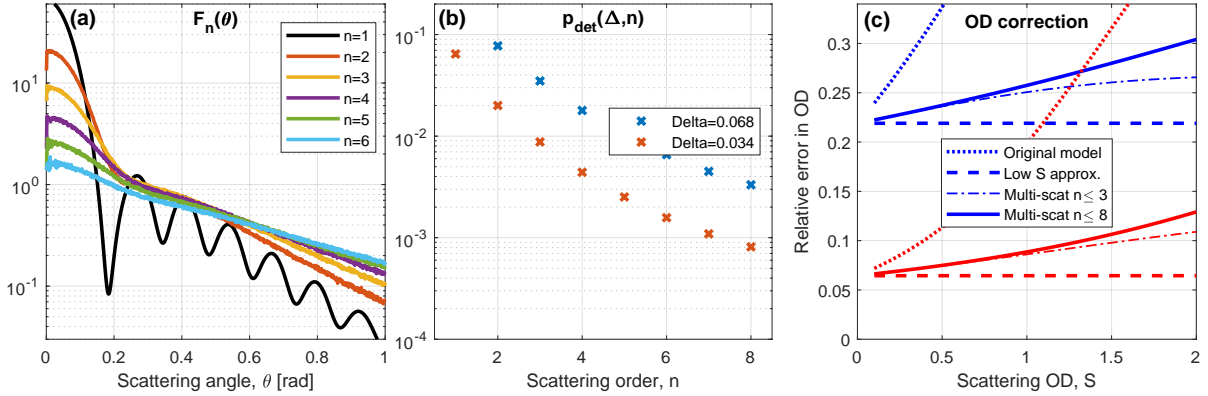 (a)
F_n(θ)
n=1
n=2
n=3
n=4
n=5
n=6
10^1
10^0
10^-1
0
0.2
0.4
0.6
0.8
1
Scattering angle, θ [rad]
(b)
p_det(Δ,n)
Delta=0.068
Delta=0.034
10^-1
10^-2
10^-3
10^-4
2
4
6
8
Scattering order, n
(c)
OD correction
Original model
Low S approx.
Multi-scat n≤ 3
Multi-scat n≤ 8
Relative error in OD
0.3
0.25
0.2
0.15
0.1
0.05
0
0
0.5
1
1.5
2
Scattering OD, S